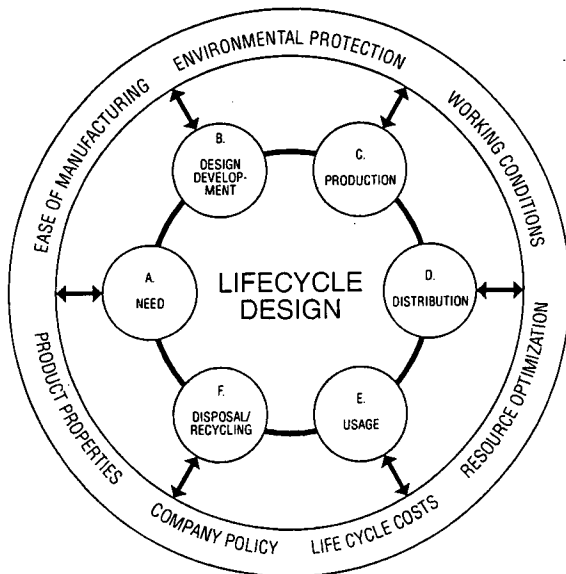 ENVIRONMENTAL PROTECTION
WORKING CONDITIONS
RESOURCE OPTIMIZATION
LIFE CYCLE COSTS
COMPANY POLICY
PRODUCT PROPERTIES
EASE OF MANUFACTURING
B.
DESIGN
DEVELOP-
MENT
C.
PRODUCTION
A.
NEED
LIFECYCLE
DESIGN
D.
DISTRIBUTION
F.
DISPOSAL/
RECYCLING
E.
USAGE